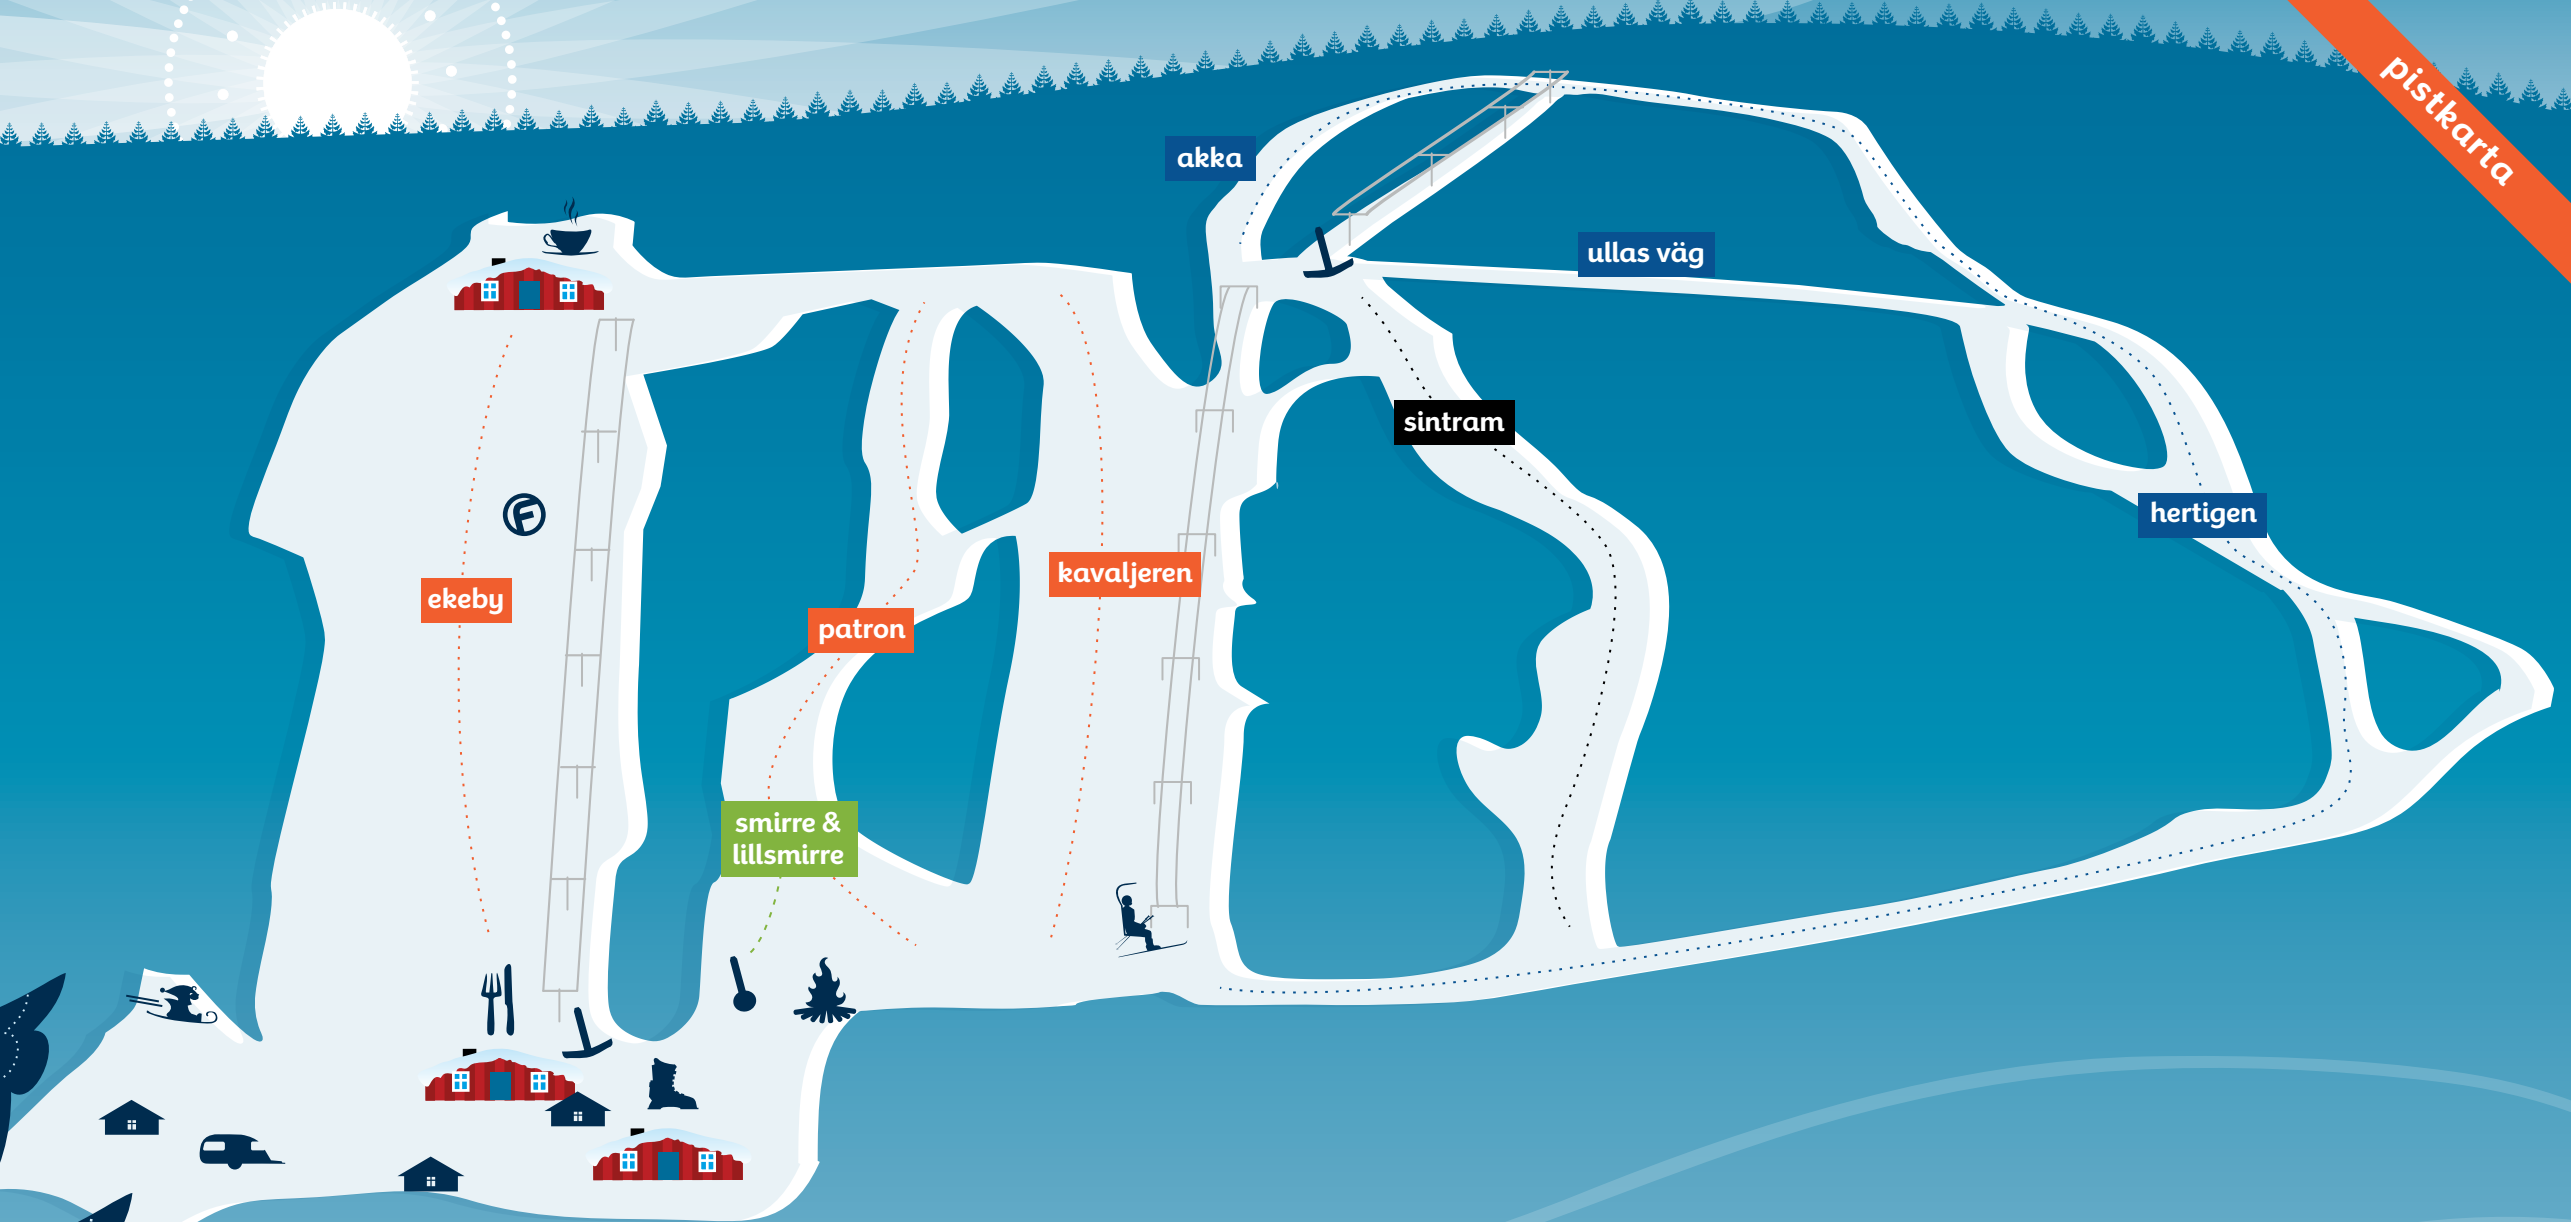 pistkarta
akka
ullas väg
sintram
hertigen
kavaljeren
ekeby
patron
smirre &
lillsmirre
F